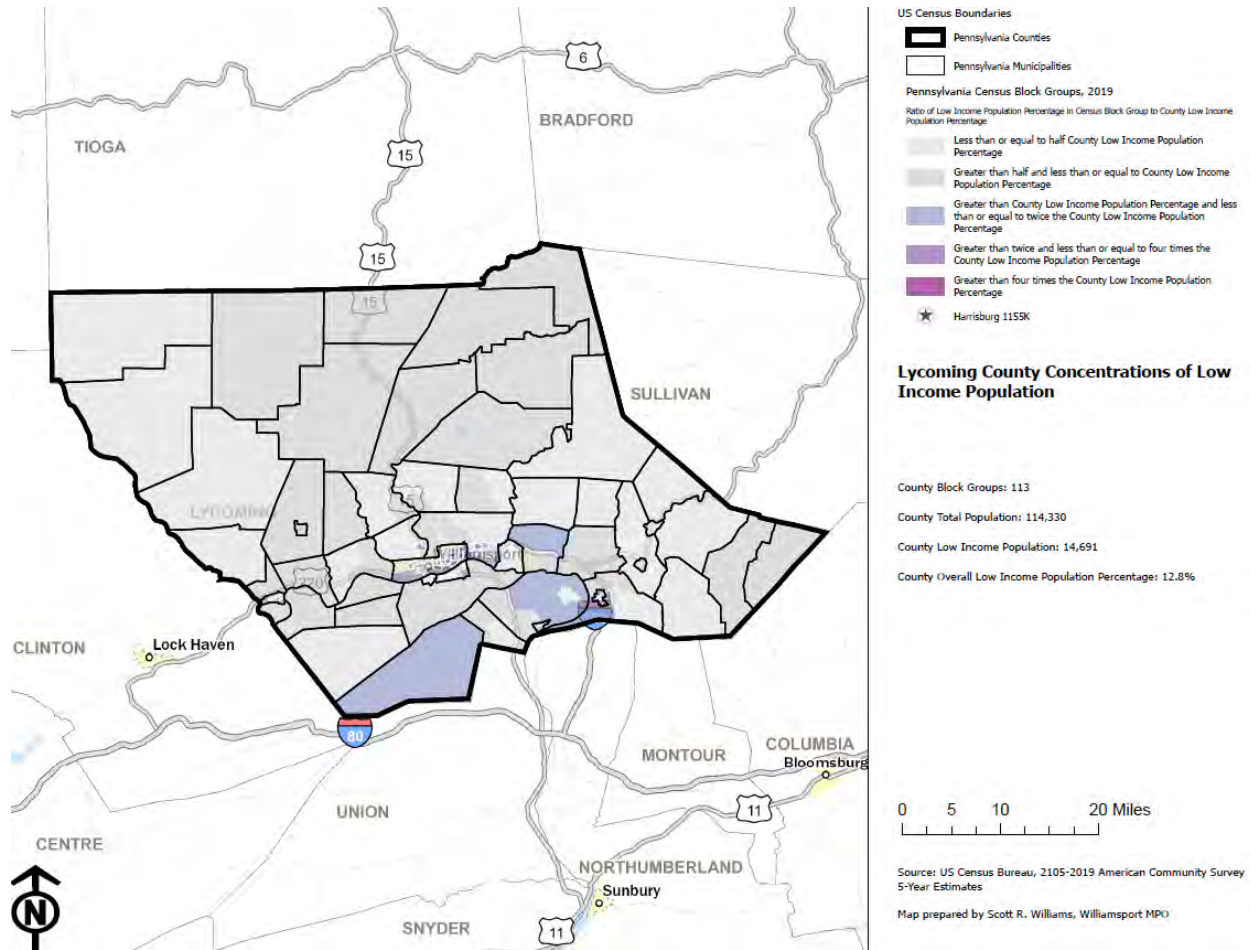 US Census Boundaries
Pennsylvania Counties
Pennsylvania Municipalities
Pennsylvania Census Block Groups, 2019
Ratio of Low Income Population Percentage in Census Block Group to County Low Income
Population Percentage
Less than or equal to half County Low Income Population
Percentage
Greater than half and less than or equal to County Low Income
Population Percentage
Greater than County Low Income Population Percentage and less
than or equal to twice the County Low Income Population
Percentage
Greater than twice and less than or equal to four times the
County Low Income Population Percentage
Greater than four times the County Low Income Population
Percentage
Harrisburg 1155K
Lycoming County Concentrations of Low
Income Population
County Block Groups: 113
County Total Population: 114,330
County Low Income Population: 14,691
County Overall Low Income Population Percentage: 12.8%
0 5 10 20 Miles
Source: US Census Bureau, 2105-2019 American Community Survey
5-Year Estimates
Map prepared by Scott R. Williams, Williamsport MPO
6
BRADFORD
TIOGA
15
15
15
SULLIVAN
LYCOMING
15
Williamsport
220
CLINTON
Lock Haven
80
MONTOUR
COLUMBIA
Bloomsburg
UNION
11
CENTRE
NORTHUMBERLAND
Sunbury
SNYDER
11
N